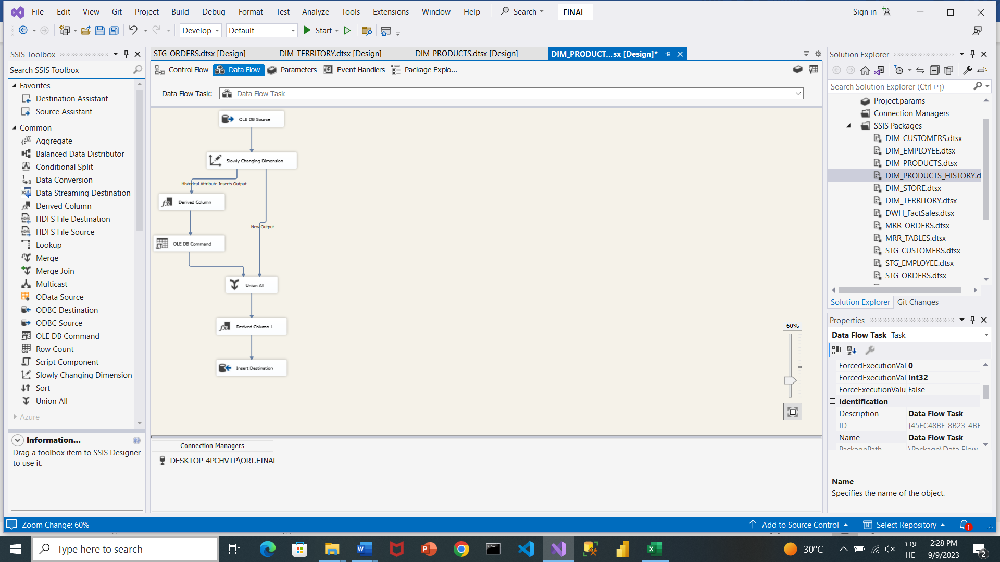 File Edit View Git Project Build Debug Format Test Analyze Tools Extensions Window Help Search FINAL_ Sign in
Develop Default Start
SSIS Toolbox
Search SSIS Toolbox
Favorites
Destination Assistant
Source Assistant
Common
Aggregate
Balanced Data Distributor
Conditional Split
Data Conversion
Data Streaming Destination
Derived Column
HDFS File Destination
HDFS File Source
Lookup
Merge
Merge Join
Multicast
OData Source
ODBC Destination
ODBC Source
OLE DB Command
Row Count
Script Component
Slowly Changing Dimension
Sort
Union All
Azure
Information...
Drag a toolbox item to SSIS Designer
to use it.
STG_ORDERS.dtsx [Design] DIM_TERRITORY.dtsx [Design] DIM_PRODUCTS.dtsx [Design] DIM_PRODUCT...sx [Design]*
Control Flow Data Flow Parameters Event Handlers Package Explo...
Data Flow Task: Data Flow Task
OLE DB Source
Slowly Changing Dimension
Historical Attribute Inserts Output
Derived Column
New Output
OLE DB Command
Union All
Derived Column 1
Insert Destination
60%
Connection Managers
DESKTOP-4PCHVTP\ORI.FINAL
Solution Explorer
Search Solution Explorer (Ctrl+ף)
Project.params
Connection Managers
SSIS Packages
DIM_CUSTOMERS.dtsx
DIM_EMPLOYEE.dtsx
DIM_PRODUCTS.dtsx
DIM_PRODUCTS_HISTORY.d
DIM_STORE.dtsx
DIM_TERRITORY.dtsx
DWH_FactSales.dtsx
MRR_ORDERS.dtsx
MRR_TABLES.dtsx
STG_CUSTOMERS.dtsx
STG_EMPLOYEE.dtsx
STG_ORDERS.dtsx
Solution Explorer Git Changes
Properties
Data Flow Task Task
ForcedExecutionVal 0
ForcedExecutionVal Int32
ForceExecutionValu False
Identification
Description Data Flow Task
ID {45EC48BF-8B23-4BE
Name Data Flow Task
PackagePath \Package\Data Flow
Name
Specifies the name of the object.
Zoom Change: 60% Add to Source Control Select Repository 1
Type here to search 30°C עבר HE 2:28 PM 9/9/2023 2